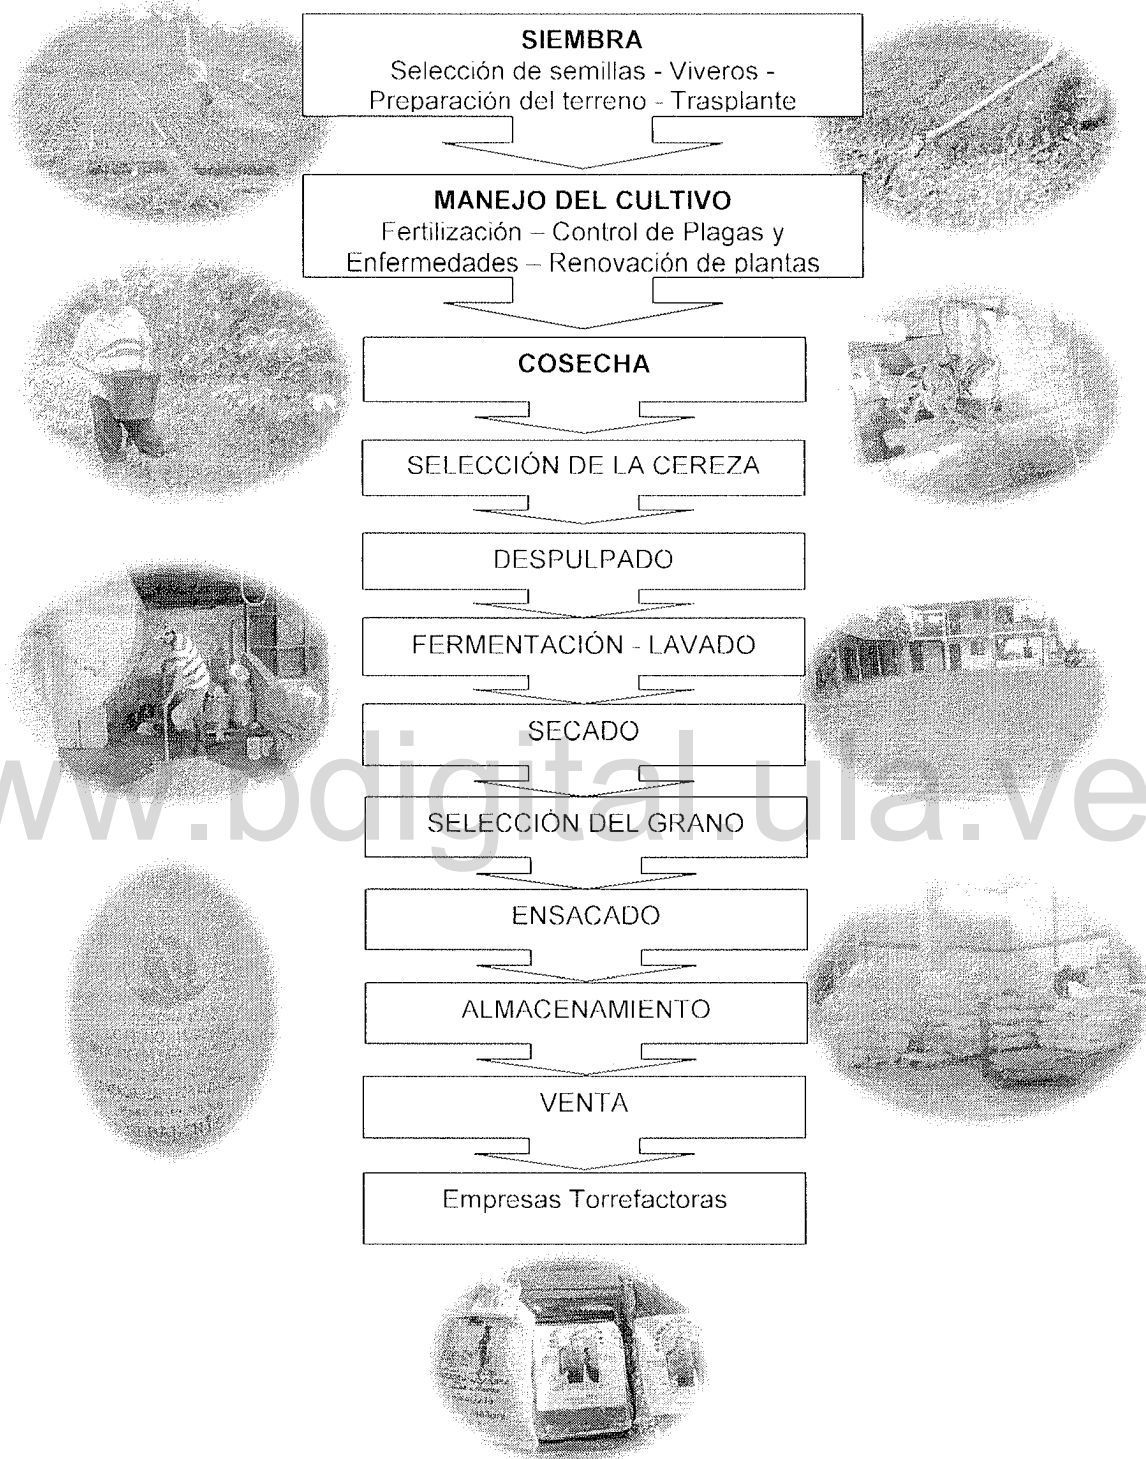 SIEMBRA
Selección de semillas - Viveros -
Preparación del terreno - Trasplante
MANEJO DEL CULTIVO
Fertilización – Control de Plagas y
Enfermedades – Renovación de plantas
COSECHA
SELECCIÓN DE LA CEREZA
DESPULPADO
FERMENTACIÓN - LAVADO
SECADO
www.bdigital.ula.ve
SELECCIÓN DEL GRANO
ENSACADO
ALMACENAMIENTO
VENTA
Empresas Torrefactoras